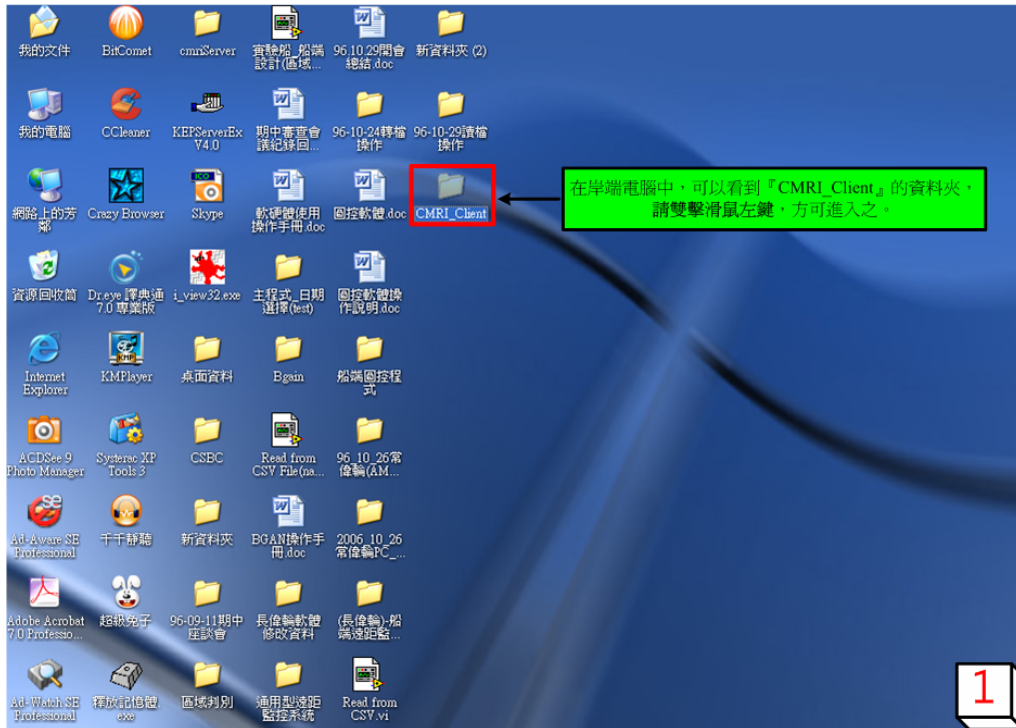 我的文件
BitComet
cmriServer
實驗船_船端
設計(區域...
96.10.29開會
總結.doc
新資料夾 (2)
我的電腦
CCleaner
KEPServerEx
V4.0
期中審查會
議紀錄回...
96-10-24轉檔
操作
96-10-29讀檔
操作
網路上的芳
鄰
Crazy Browser
Skype
軟硬體使用
操作手冊.doc
圖控軟體.doc
CMRI_Client
在岸端電腦中，可以看到『CMRI_Client』的資料夾，
請雙擊滑鼠左鍵，方可進入之。
資源回收筒
Dr.eye 譯典通
7.0 專業版
i_view32.exe
主程式_日期
選擇(test)
圖控軟體操
作說明.doc
Internet
Explorer
KMPlayer
桌面資料
Bgain
船端圖控程
式
ACDSee 9
Photo Manager
Systerac XP
Tools 3
CSBC
Read from
CSV File(na...
96_10_26常
偉輪(AM...
Ad-Aware SE
Professional
千千靜聽
新資料夾
BGAN操作手
冊.doc
2006_10_26
常偉輪PC_...
Adobe Acrobat
7.0 Professio...
超級兔子
96-09-11期中
座談會
長偉輪軟體
修改資料
(長偉輪)-船
端遠距監...
Ad-Watch SE
Professional
釋放記憶體.
exe
區域判別
通用型遠距
監控系統
Read from
CSV.vi
1